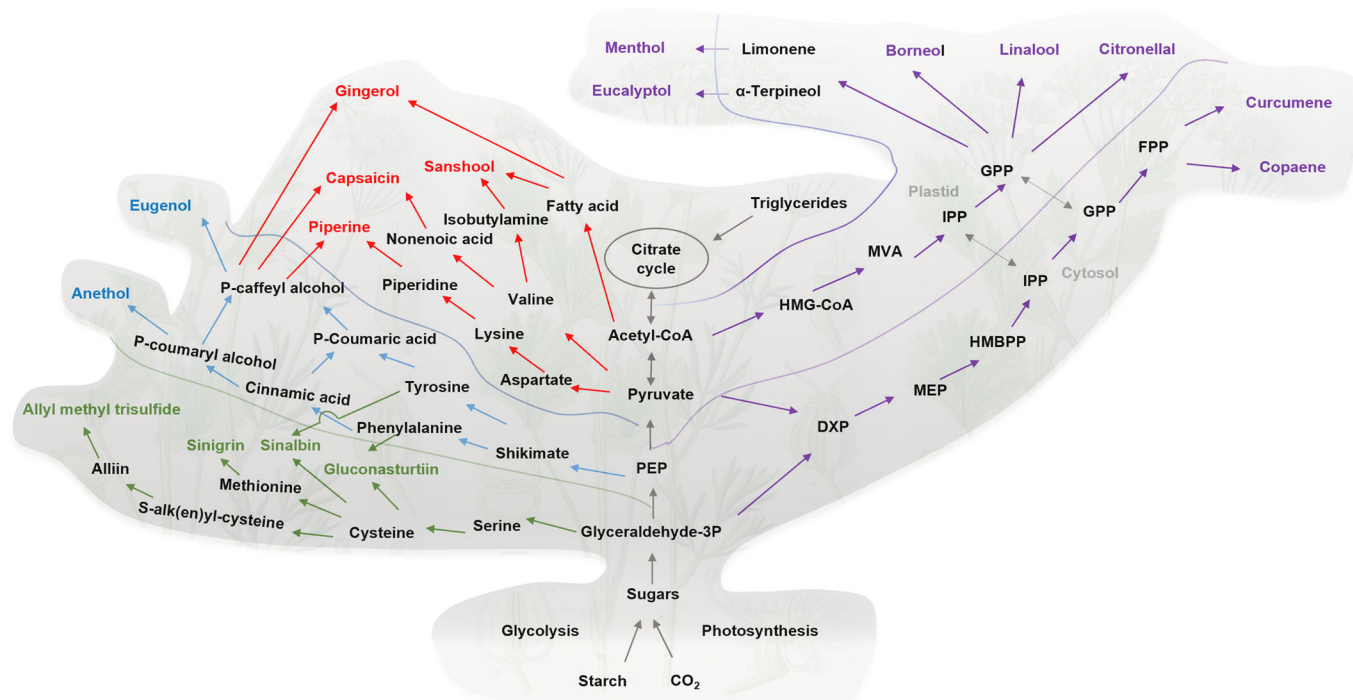 Menthol
Limonene
Borneol
Linalool
Citronellal
Gingerol
Eucalyptol
α-Terpineol
Curcumene
Capsaicin
Sanshool
GPP
FPP
Copaene
Eugenol
Piperine
Nonenoic acid
Isobutylamine
Fatty acid
Triglycerides
Plastid
IPP
GPP
Citrate
cycle
MVA
Cytosol
Anethol
P-caffeyl alcohol
Piperidine
Valine
HMG-CoA
IPP
P-coumaryl alcohol
P-Coumaric acid
Lysine
Acetyl-CoA
HMBPP
Cinnamic acid
Tyrosine
Aspartate
Pyruvate
MEP
Allyl methyl trisulfide
Phenylalanine
DXP
Sinigrin
Sinalbin
Shikimate
Alliin
Gluconasturtiin
PEP
Methionine
S-alk(en)yl-cysteine
Cysteine
Serine
Glyceraldehyde-3P
Sugars
Glycolysis
Photosynthesis
Starch
CO₂